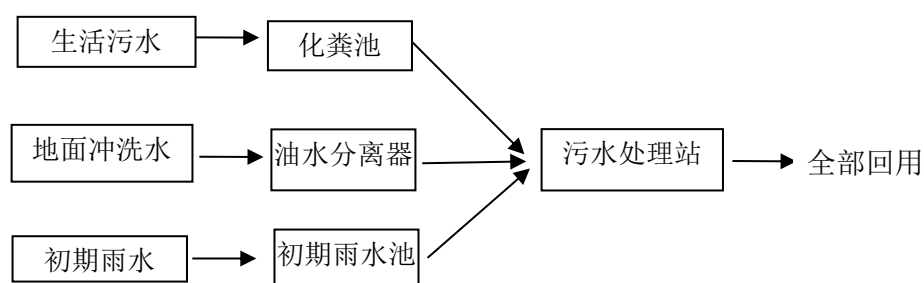 生活污水
化粪池
地面冲洗水
油水分离器
污水处理站
全部回用
初期雨水
初期雨水池